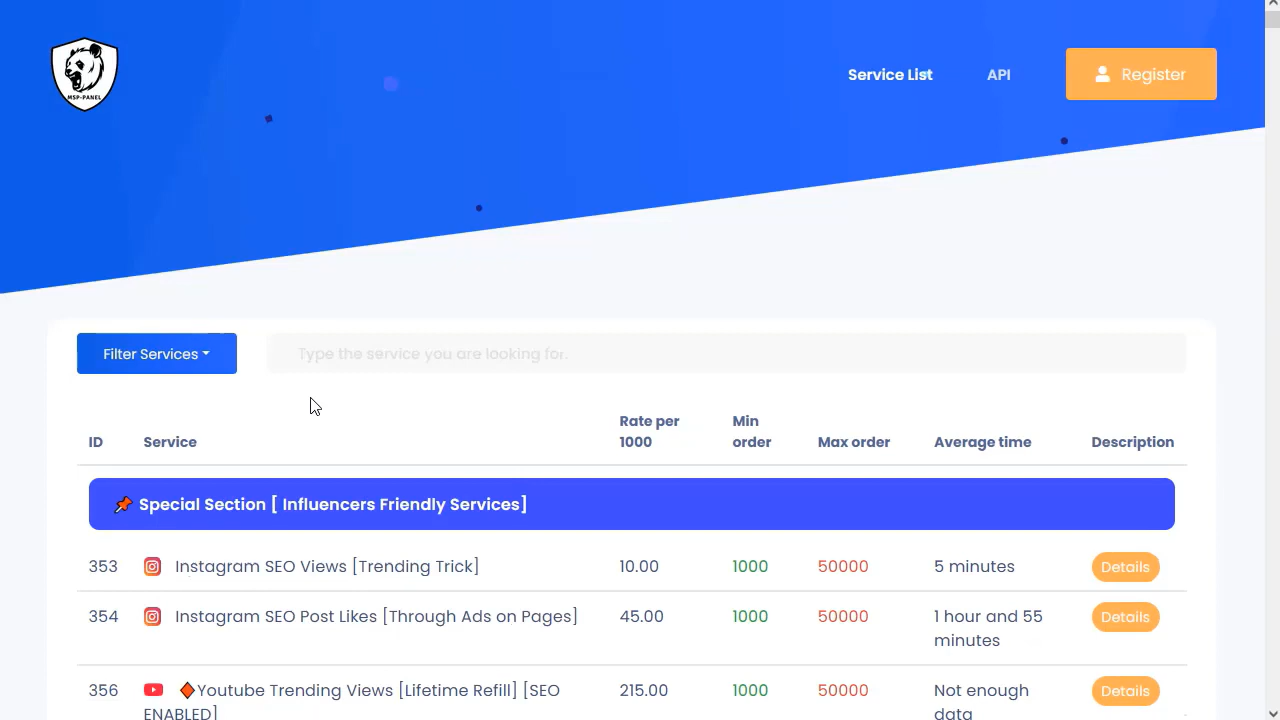 MSP-PANEL
Service List
API
Register
Filter Services
Type the service you are looking for.
ID
Service
Rate per
1000
Min
order
Max order
Average time
Description
📌 Special Section [ Influencers Friendly Services]
353
Instagram SEO Views [Trending Trick]
10.00
1000
50000
5 minutes
Details
354
Instagram SEO Post Likes [Through Ads on Pages]
45.00
1000
50000
1 hour and 55
minutes
Details
356
♦Youtube Trending Views [Lifetime Refill] [SEO
ENABLED]
215.00
1000
50000
Not enough
data
Details